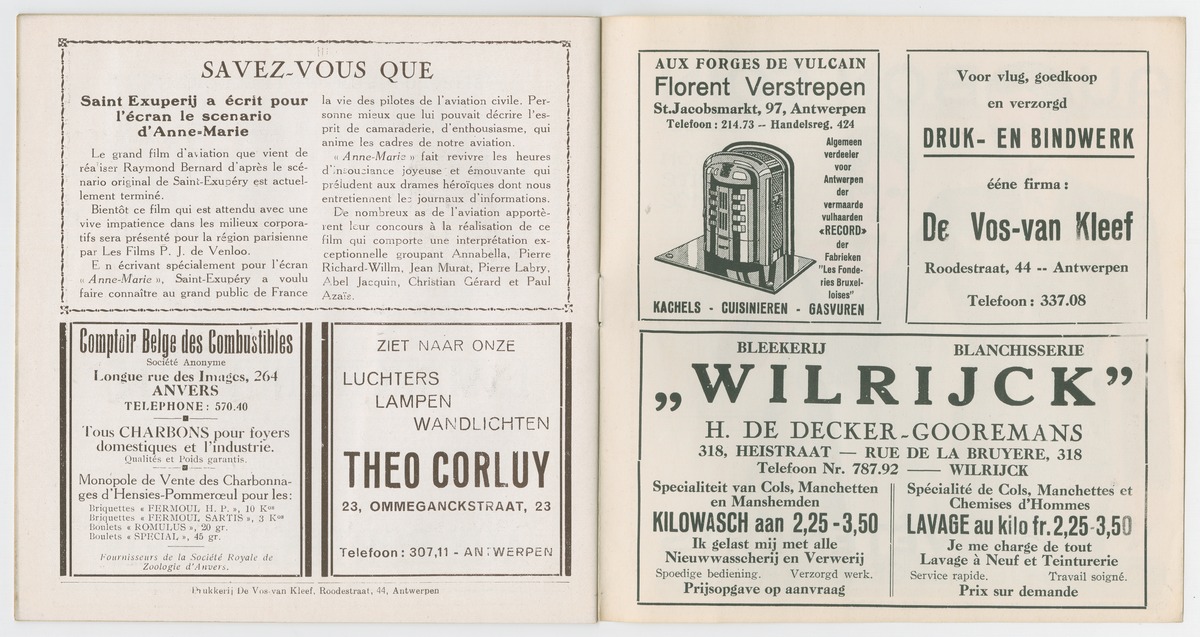 SAVEZ-VOUS QUE
Saint Exuperij a écrit pour
l'écran le scenario
d'Anne-Marie
Le grand film d'aviation que vient de
réaliser Raymond Bernard d'après le scé-
nario original de Saint-Exupéry est actuel-
lement terminé.
Bientôt ce film qui est attendu avec une
vive impatience dans les milieux corpora-
tifs sera présenté pour la région parisienne
par Les Films P. J. de Venloo.
E n écrivant spécialement pour l'écran
« Anne-Marie », Saint-Exupéry a voulu
faire connaître au grand public de France
la vie des pilotes de l'aviation civile. Per-
sonne mieux que lui pouvait décrire l'es-
prit de camaraderie, d'enthousiasme, qui
anime les cadres de notre aviation.
« Anne-Marie » fait revivre les heures
d'insouciance joyeuse et émouvante qui
préludent aux drames héroïques dont nous
entretiennent les journaux d'informations.
De nombreux as de l'aviation apportè-
rent leur concours à la réalisation de ce
film qui comporte une interprétation ex-
ceptionnelle groupant Annabella, Pierre
Richard-Willm, Jean Murat, Pierre Labry,
Abel Jacquin, Christian Gérard et Paul
Azaïs.
Comptoir Belge des Combustibles
Société Anonyme
Longue rue des Images, 264
ANVERS
TELEPHONE: 570.40
Tous CHARBONS pour foyers
domestiques et l'industrie.
Qualités et Poids garantis.
Monopole de Vente des Charbonna-
ges d'Hensies-Pommerœul pour les:
Briquettes « FERMOUL H. P. », 10 Kos
Briquettes « FERMOUL SARTIS », 3 Kos
Boulets « ROMULUS », 20 gr.
Boulets « SPECIAL », 45 gr.
Fournisseurs de la Société Royale de
Zoologie d'Anvers.
ZIET NAAR ONZE
LUCHTERS
LAMPEN
WANDLICHTEN
THEO CORLUY
23, OMMEGANCKSTRAAT, 23
Telefoon: 307,11 - ANTWERPEN
Drukkerij De Vos-van Kleef, Roodestraat, 44, Antwerpen
AUX FORGES DE VULCAIN
Florent Verstrepen
St.Jacobsmarkt, 97, Antwerpen
Telefoon: 214.73 -- Handelsreg. 424
Algemeen
verdeeler
voor
Antwerpen
der
vermaarde
vulhaarden
«RECORD»
der
Fabrieken
"Les Fonde-
ries Bruxel-
loises"
KACHELS - CUISINIEREN - GASVUREN
Voor vlug, goedkoop
en verzorgd
DRUK- EN BINDWERK
ééne firma:
De Vos-van Kleef
Roodestraat, 44 -- Antwerpen
Telefoon: 337.08
BLEEKERIJ BLANCHISSERIE
„WILRIJCK”
H. DE DECKER-GOOREMANS
318, HEISTRAAT — RUE DE LA BRUYERE, 318
Telefoon Nr. 787.92 — WILRIJCK
Specialiteit van Cols, Manchetten
en Manshemden
KILOWASCH aan 2,25-3,50
Ik gelast mij met alle
Nieuwwasscherij en Verwerij
Spoedige bediening. Verzorgd werk.
Prijsopgave op aanvraag
Spécialité de Cols, Manchettes et
Chemises d'Hommes
LAVAGE au kilo fr. 2,25-3,50
Je me charge de tout
Lavage à Neuf et Teinturerie
Service rapide. Travail soigné.
Prix sur demande